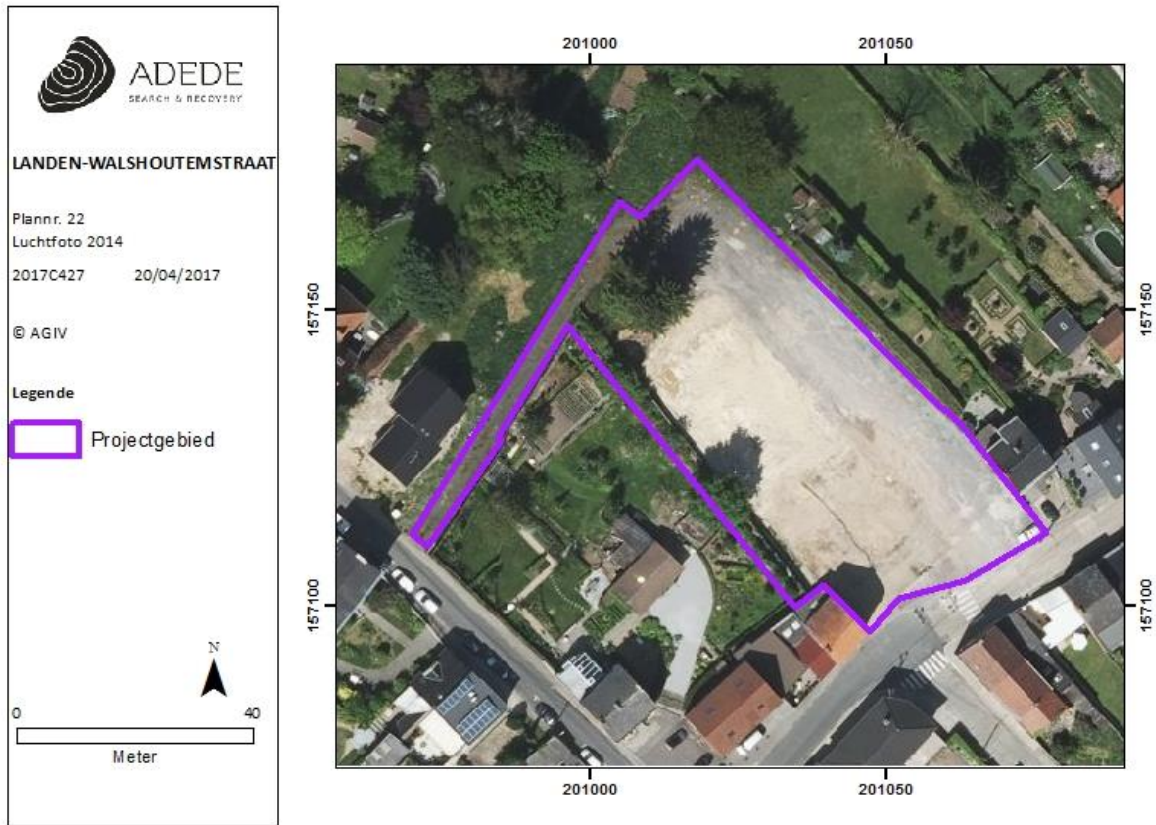 ADEDE
SEARCH & RECOVERY
LANDEN-WALSHOUTEMSTRAAT
Plannr. 22
Luchtfoto 2014
2017C427 20/04/2017
© AGIV
Legende
Projectgebied
N
0 40
Meter
201000 201050
157150 157150
157100 157100
201000 201050